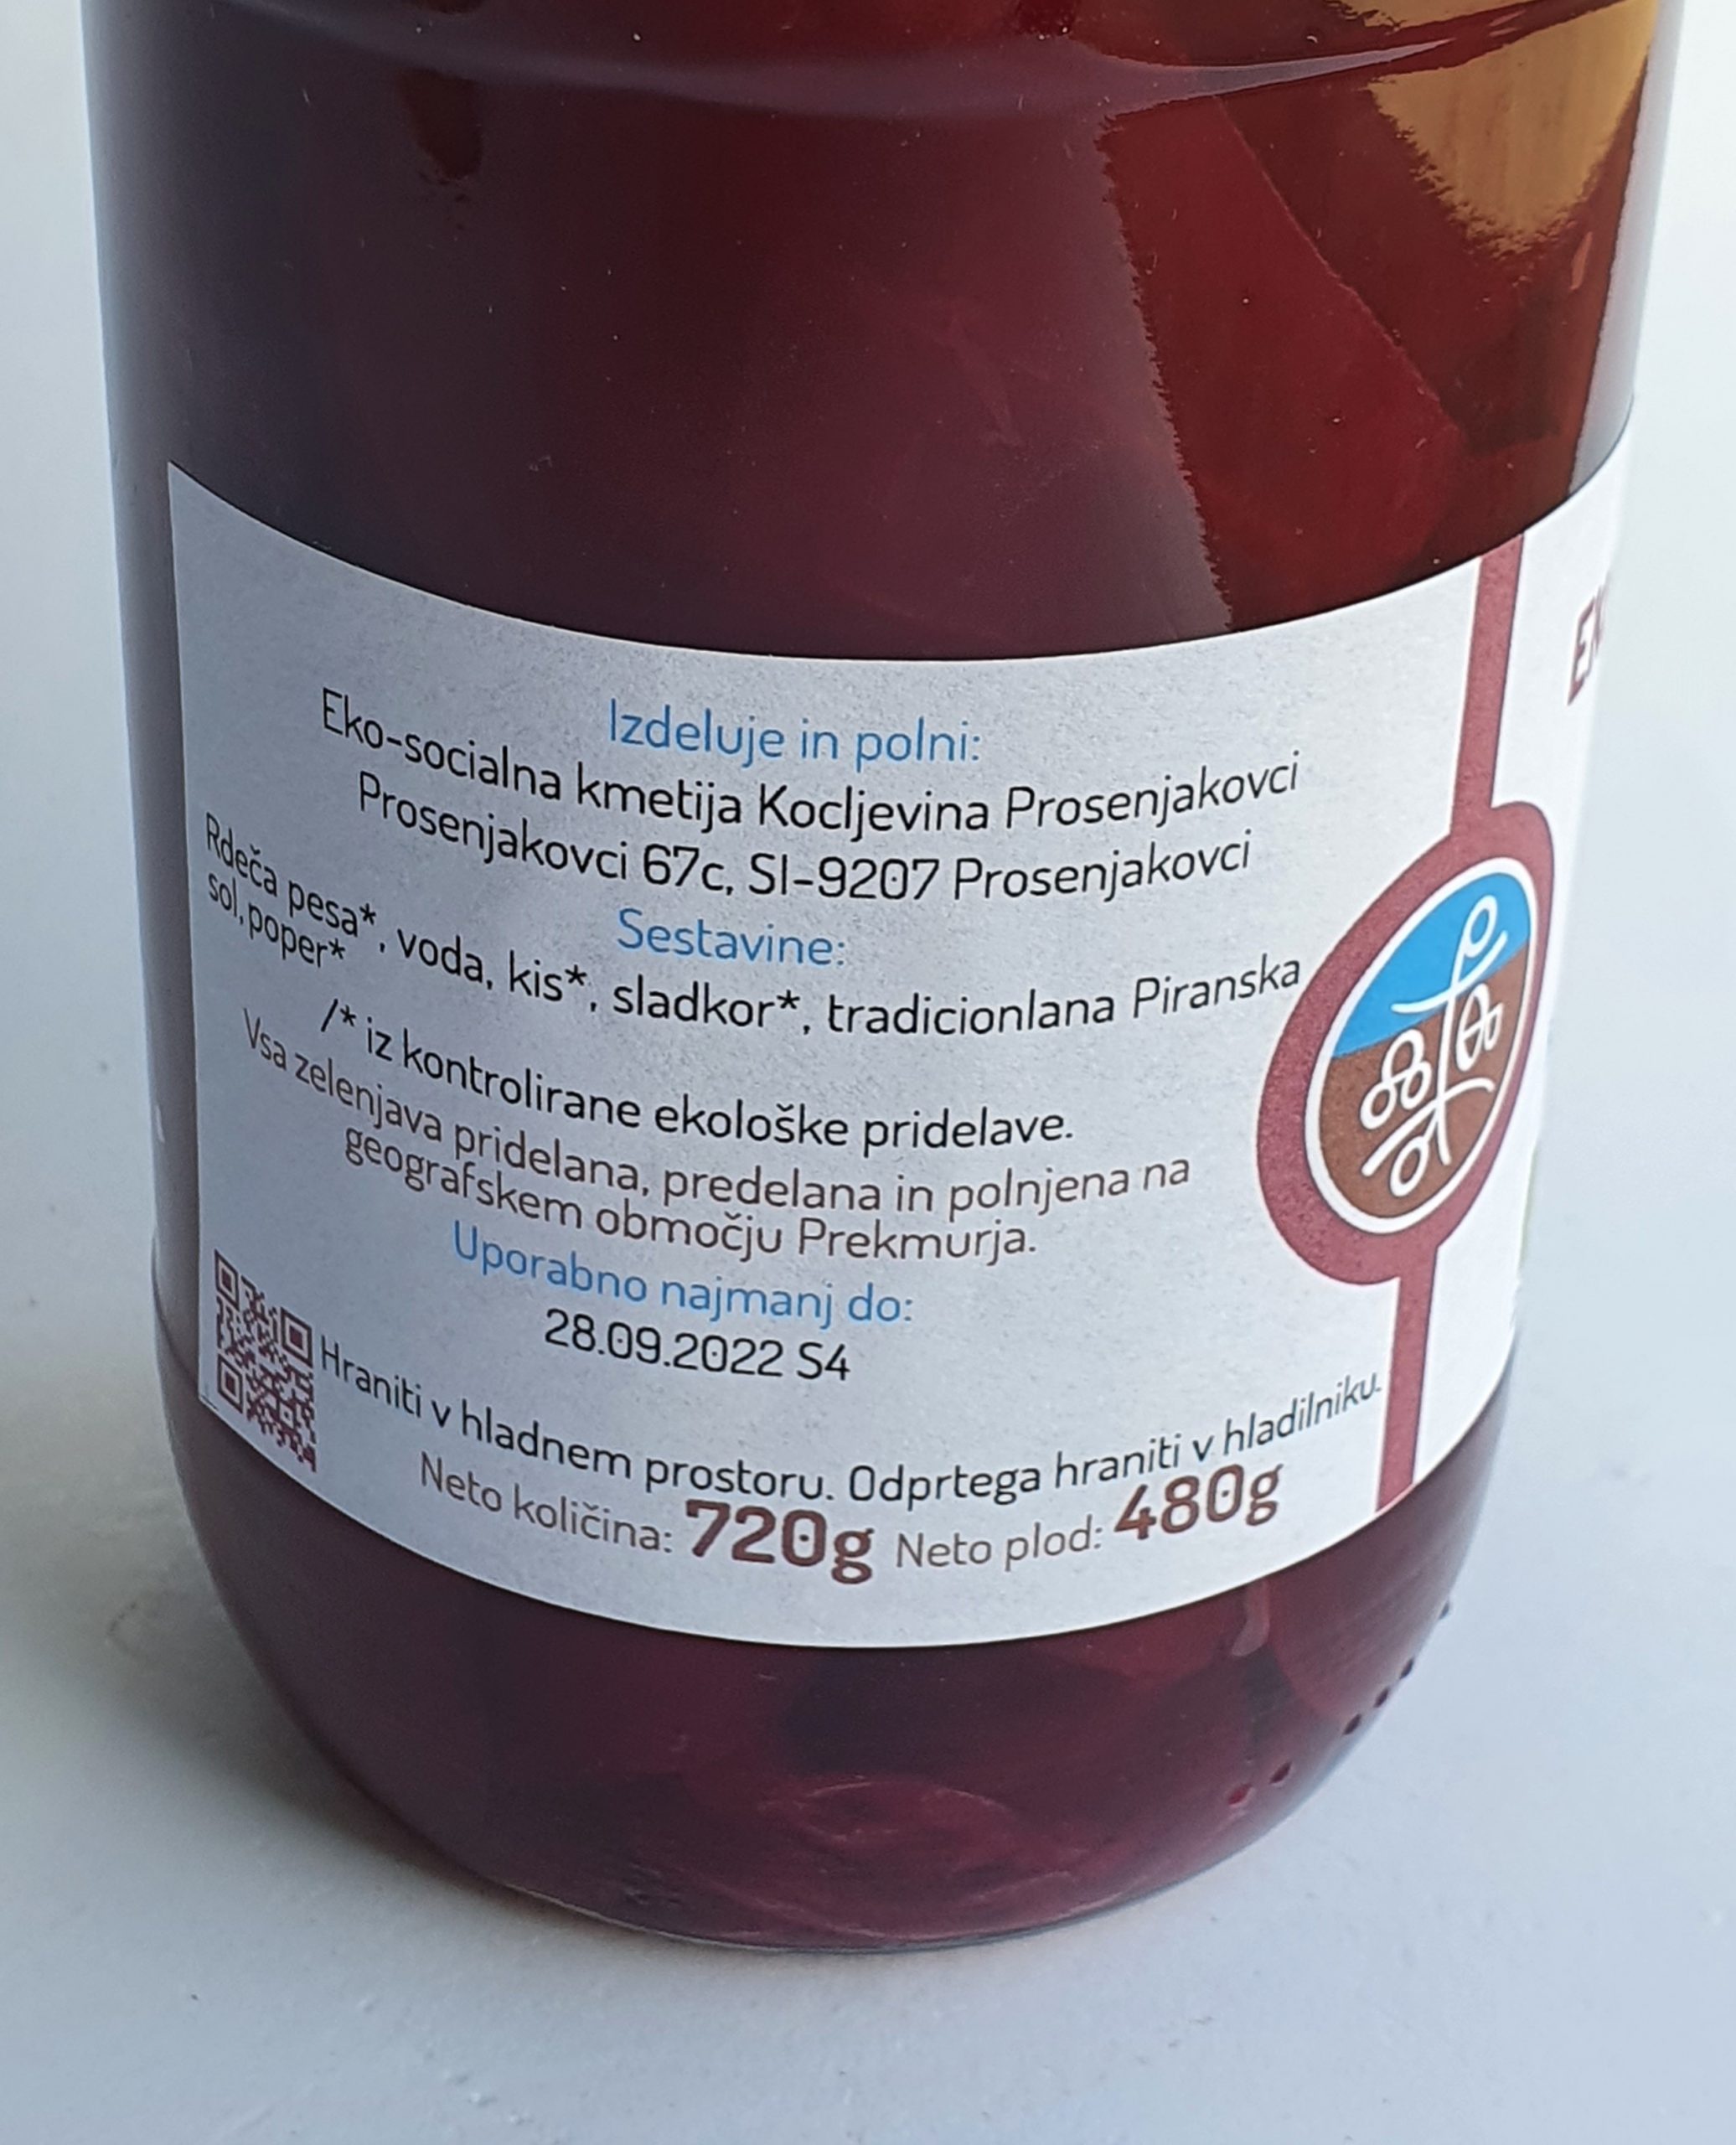 Izdeluje in polni:
Eko-socialna kmetija Kocljevina Prosenjakovci
Prosenjakovci 67c, SI-9207 Prosenjakovci
Sestavine:
Rdeča pesa*, voda, kis*, sladkor*, tradicionlana Piranska
sol, poper*
/* iz kontrolirane ekološke pridelave.
Vsa zelenjava pridelana, predelana in polnjena na
geografskem območju Prekmurja.
Uporabno najmanj do:
28.09.2022 S4
Hraniti v hladnem prostoru. Odprtega hraniti v hladilniku.
Neto količina: 720g Neto plod: 480g